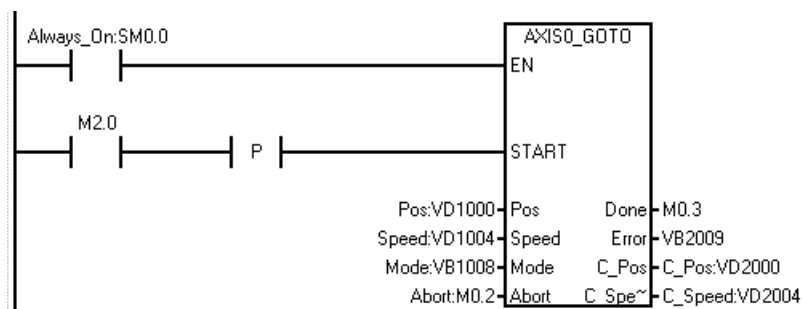 Always_On:SM0.0 AXIS0_GOTO
EN
M2.0
P START
Pos:VD1000 Pos Done M0.3
Speed:VD1004 Speed Error VB2009
Mode:VB1008 Mode C_Pos C_Pos:VD2000
Abort:M0.2 Abort C_Spe~ C_Speed:VD2004